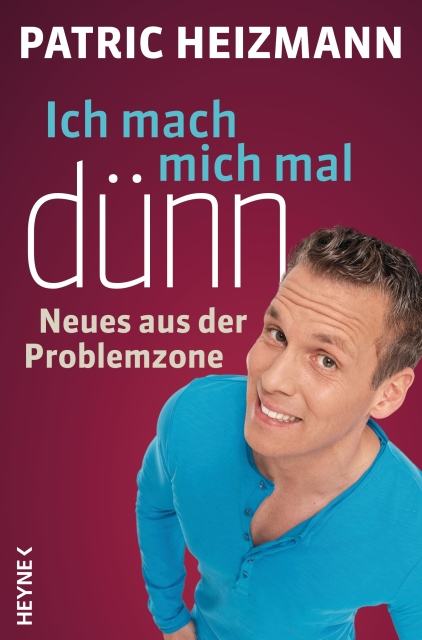 PATRIC HEIZMANN
Ich mach
mich mal
dünn
Neues aus der
Problemzone
HEYNE